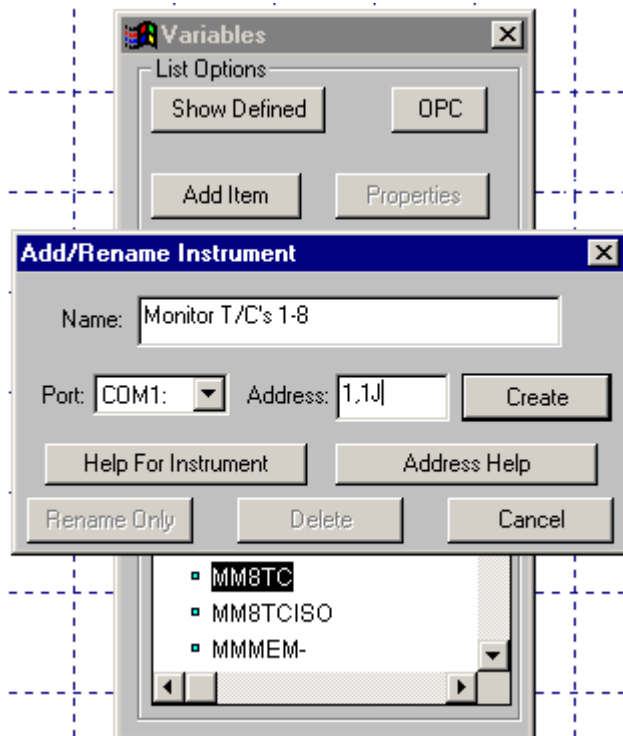 Variables
List Options
Show Defined OPC
Add Item Properties
Add/Rename Instrument
Name: Monitor T/C's 1-8
Port: COM1: Address: 1,1J Create
Help For Instrument Address Help
Rename Only Delete Cancel
MM8TC
MM8TCISO
MMMEM-